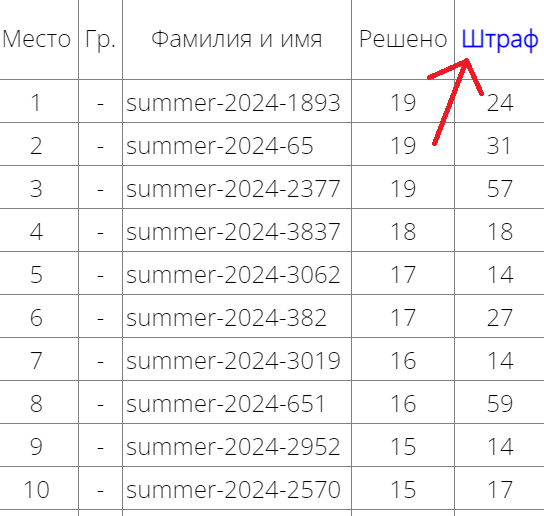 Место Гр. Фамилия и имя Решено Штраф
1 - summer-2024-1893 19 24
2 - summer-2024-65 19 31
3 - summer-2024-2377 19 57
4 - summer-2024-3837 18 18
5 - summer-2024-3062 17 14
6 - summer-2024-382 17 27
7 - summer-2024-3019 16 14
8 - summer-2024-651 16 59
9 - summer-2024-2952 15 14
10 - summer-2024-2570 15 17